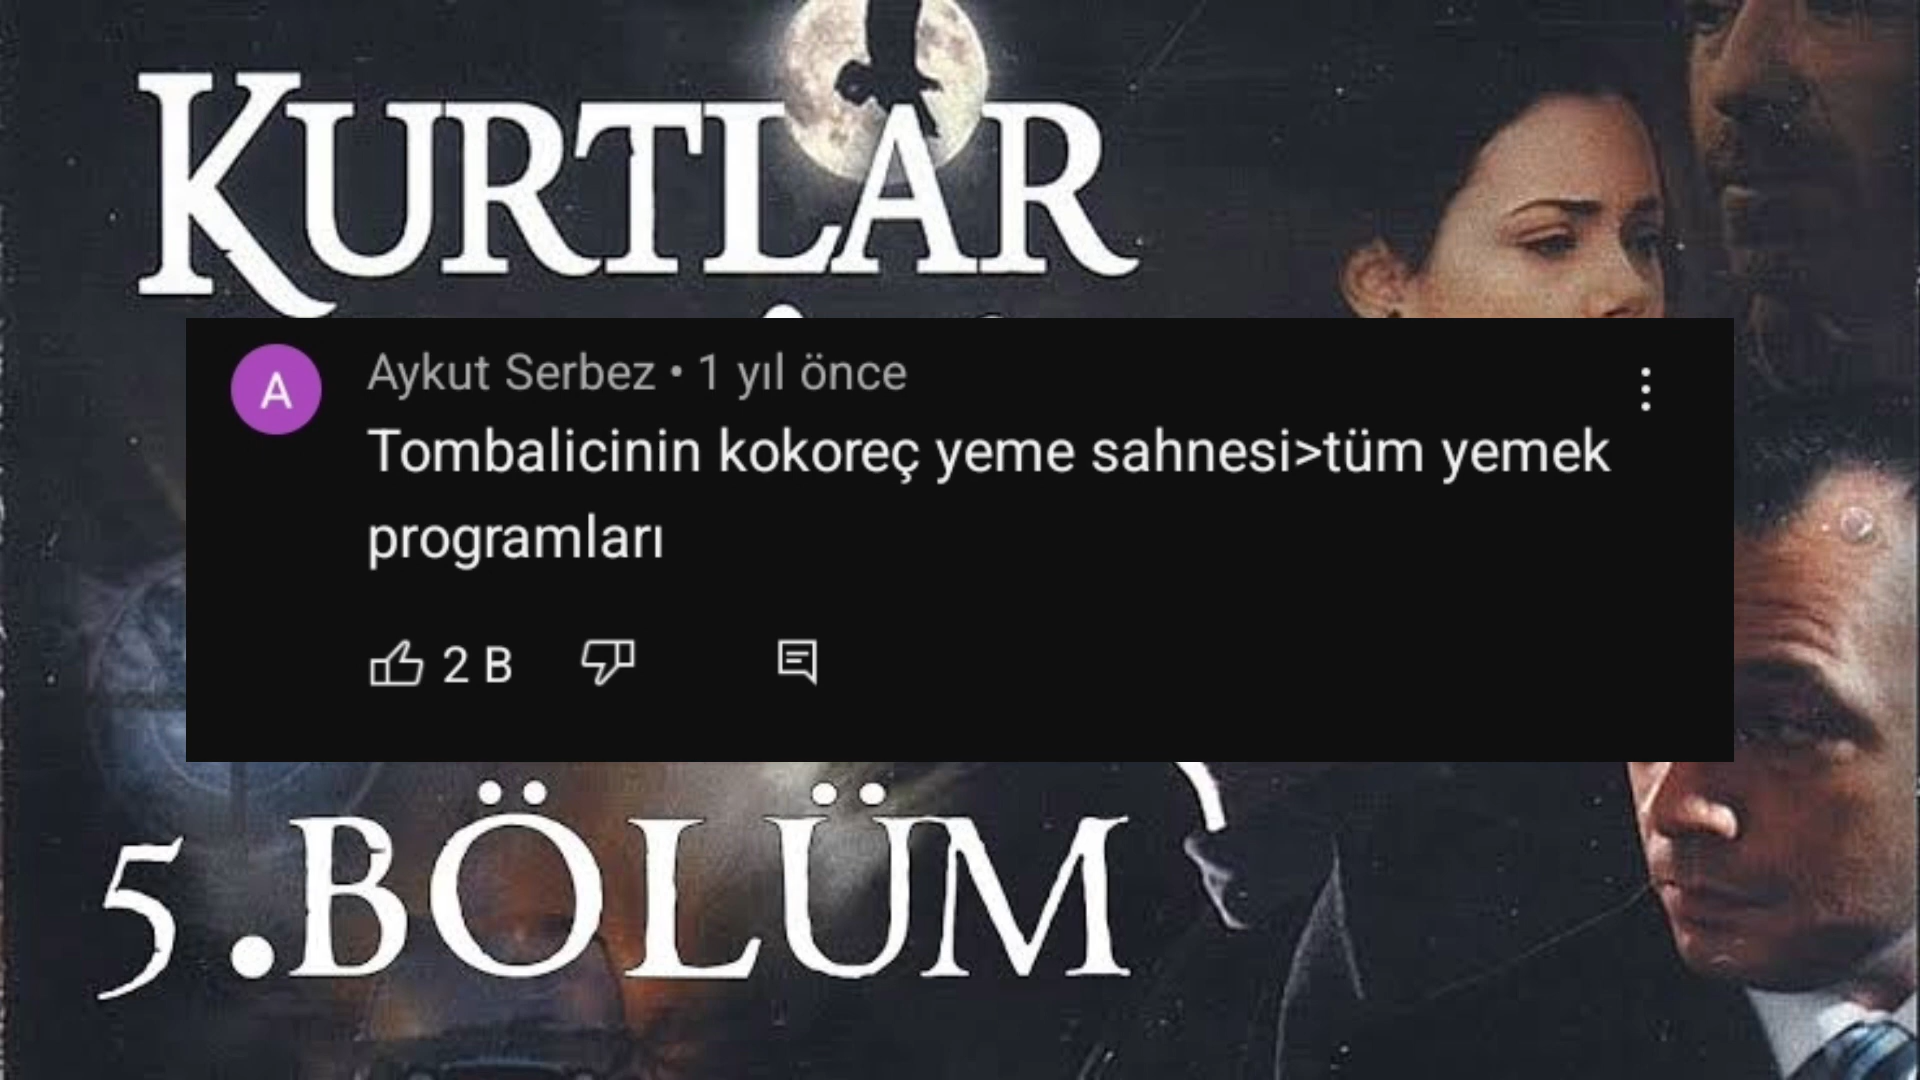 KURTLAR
A
Aykut Serbez • 1 yıl önce
Tombalicinin kokoreç yeme sahnesi>tüm yemek
programları
2 B
5.BÖLÜM